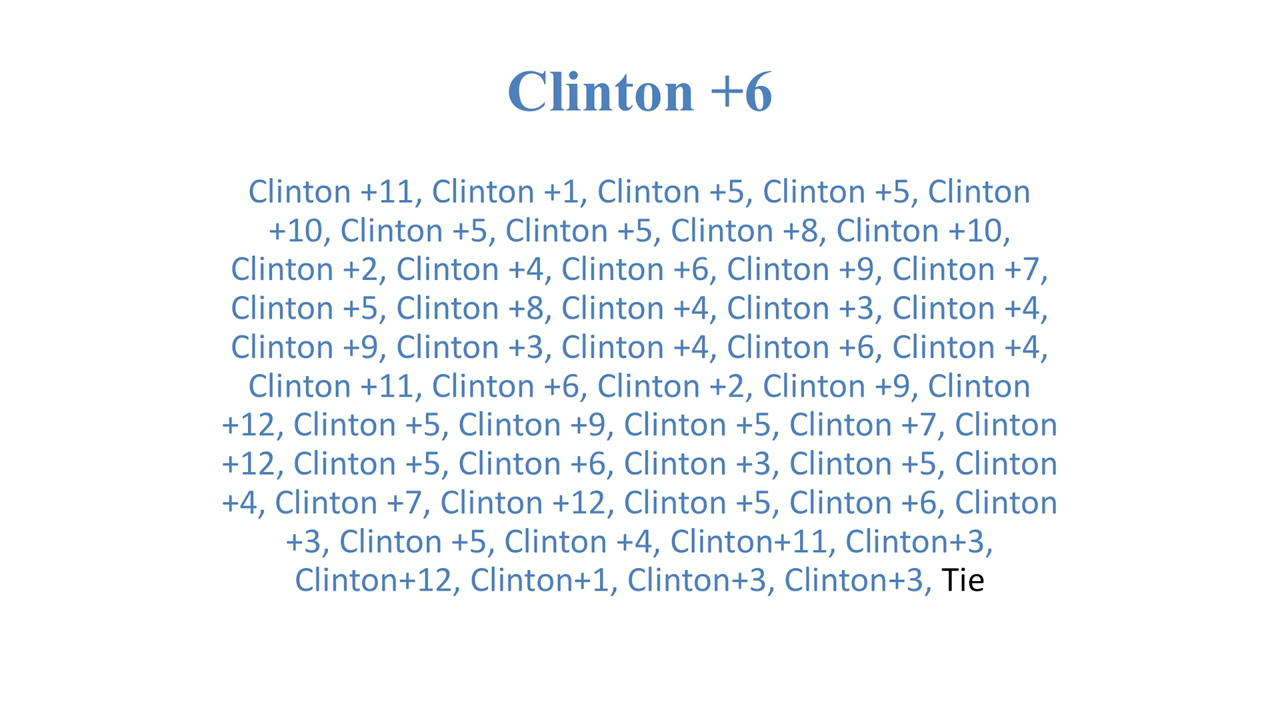 Clinton +6
Clinton +11, Clinton +1, Clinton +5, Clinton +5, Clinton
+10, Clinton +5, Clinton +5, Clinton +8, Clinton +10,
Clinton +2, Clinton +4, Clinton +6, Clinton +9, Clinton +7,
Clinton +5, Clinton +8, Clinton +4, Clinton +3, Clinton +4,
Clinton +9, Clinton +3, Clinton +4, Clinton +6, Clinton +4,
Clinton +11, Clinton +6, Clinton +2, Clinton +9, Clinton
+12, Clinton +5, Clinton +9, Clinton +5, Clinton +7, Clinton
+12, Clinton +5, Clinton +6, Clinton +3, Clinton +5, Clinton
+4, Clinton +7, Clinton +12, Clinton +5, Clinton +6, Clinton
+3, Clinton +5, Clinton +4, Clinton+11, Clinton+3,
Clinton+12, Clinton+1, Clinton+3, Clinton+3, Tie